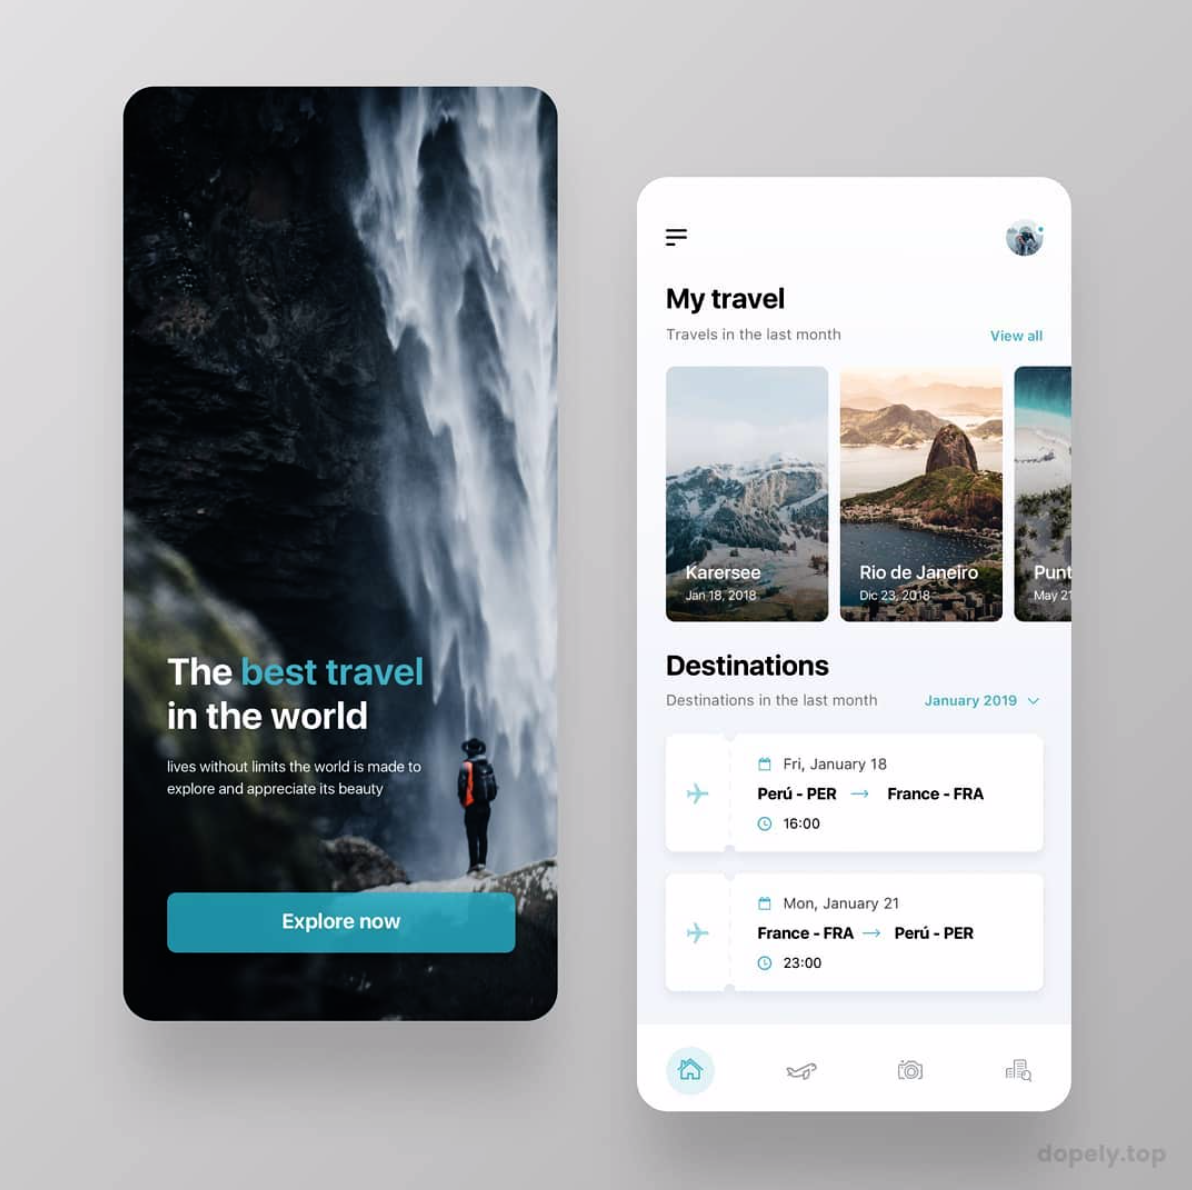 The best travel
in the world
lives without limits the world is made to
explore and appreciate its beauty
Explore now
My travel
Travels in the last month
View all
Karersee
Jan 18, 2018
Rio de Janeiro
Dic 23, 2018
Punt
May 21
Destinations
Destinations in the last month
January 2019
Fri, January 18
Perú - PER → France - FRA
16:00
Mon, January 21
France - FRA → Perú - PER
23:00
dopely.top